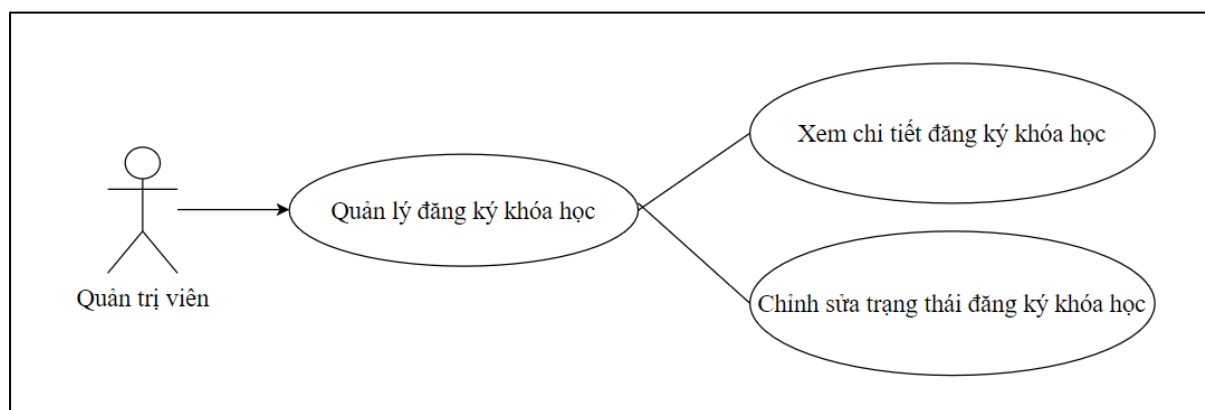 Xem chi tiết đăng ký khóa học
Quản lý đăng ký khóa học
Quản trị viên
Chỉnh sửa trạng thái đăng ký khóa học